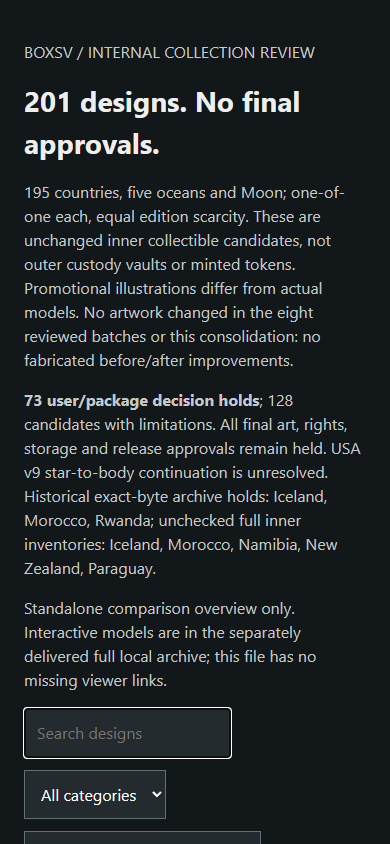 BOXSV / INTERNAL COLLECTION REVIEW
201 designs. No final
approvals.
195 countries, five oceans and Moon; one-of-
one each, equal edition scarcity. These are
unchanged inner collectible candidates, not
outer custody vaults or minted tokens.
Promotional illustrations differ from actual
models. No artwork changed in the eight
reviewed batches or this consolidation: no
fabricated before/after improvements.
73 user/package decision holds; 128
candidates with limitations. All final art, rights,
storage and release approvals remain held. USA
v9 star-to-body continuation is unresolved.
Historical exact-byte archive holds: Iceland,
Morocco, Rwanda; unchecked full inner
inventories: Iceland, Morocco, Namibia, New
Zealand, Paraguay.
Standalone comparison overview only.
Interactive models are in the separately
delivered full local archive; this file has no
missing viewer links.
Search designs
All categories